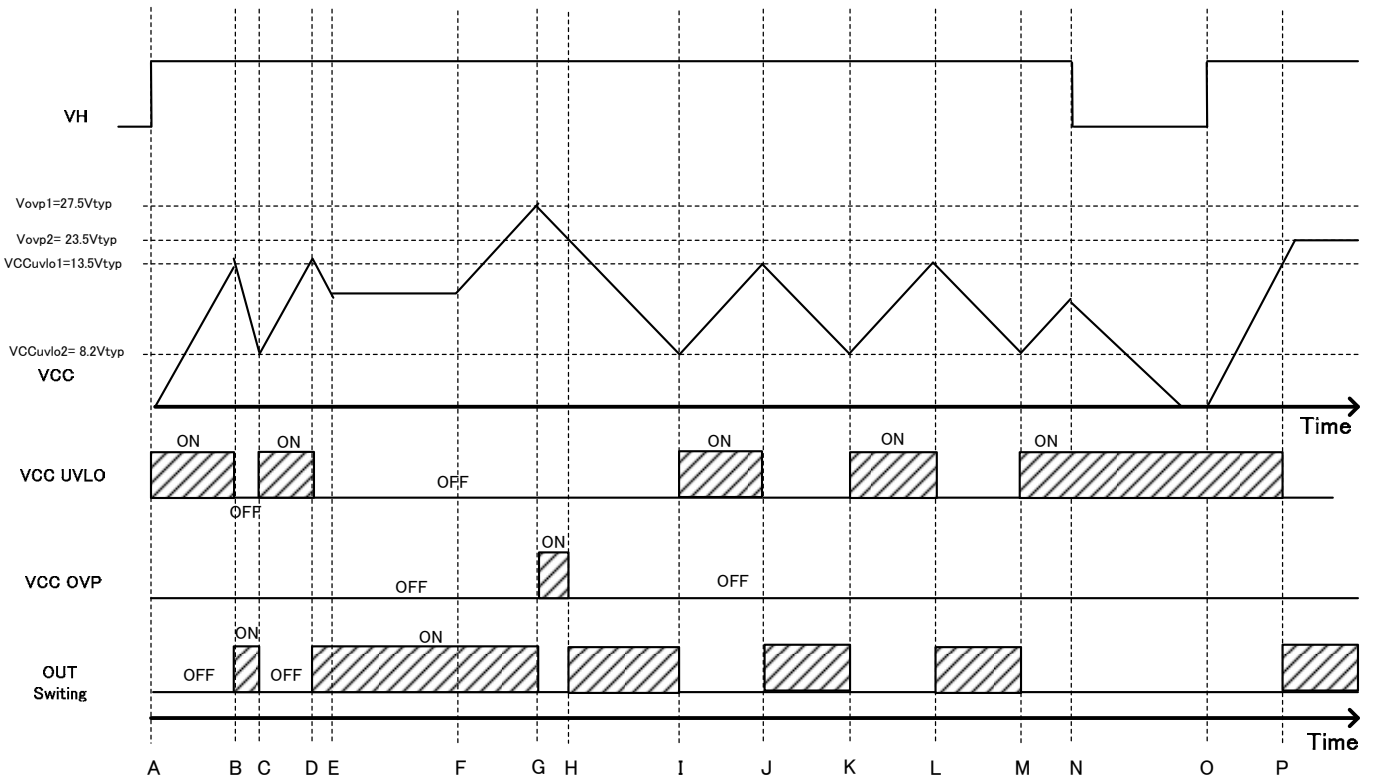 VH
Vovp1=27.5Vtyp
Vovp2= 23.5Vtyp
VCCuvlo1=13.5Vtyp
VCCuvlo2= 8.2Vtyp
VCC
Time
VCC UVLO
ON
OFF
ON
OFF
ON
ON
ON
VCC OVP
OFF
ON
OFF
OUT
Switing
OFF
ON
OFF
ON
Time
A B C D E F G H I J K L M N O P